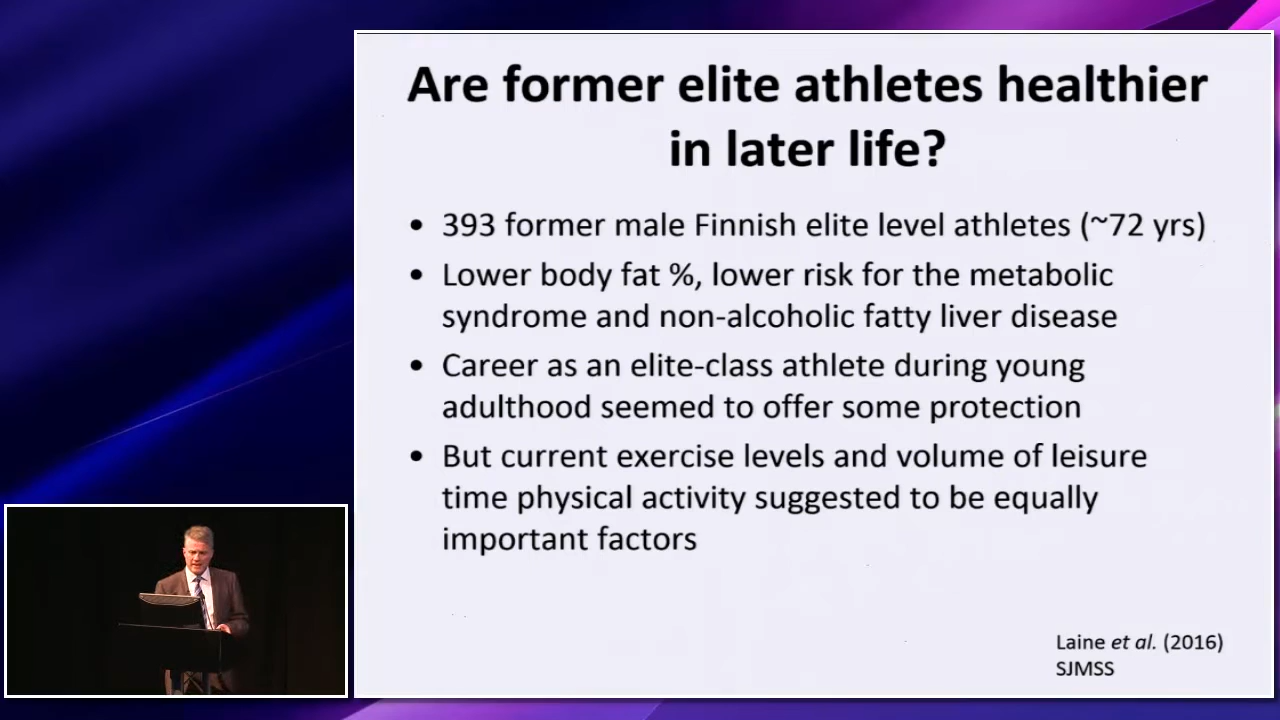 Are former elite athletes healthier
in later life?
• 393 former male Finnish elite level athletes (~72 yrs)
• Lower body fat %, lower risk for the metabolic
syndrome and non-alcoholic fatty liver disease
• Career as an elite-class athlete during young
adulthood seemed to offer some protection
• But current exercise levels and volume of leisure
time physical activity suggested to be equally
important factors
Laine et al. (2016)
SJMSS